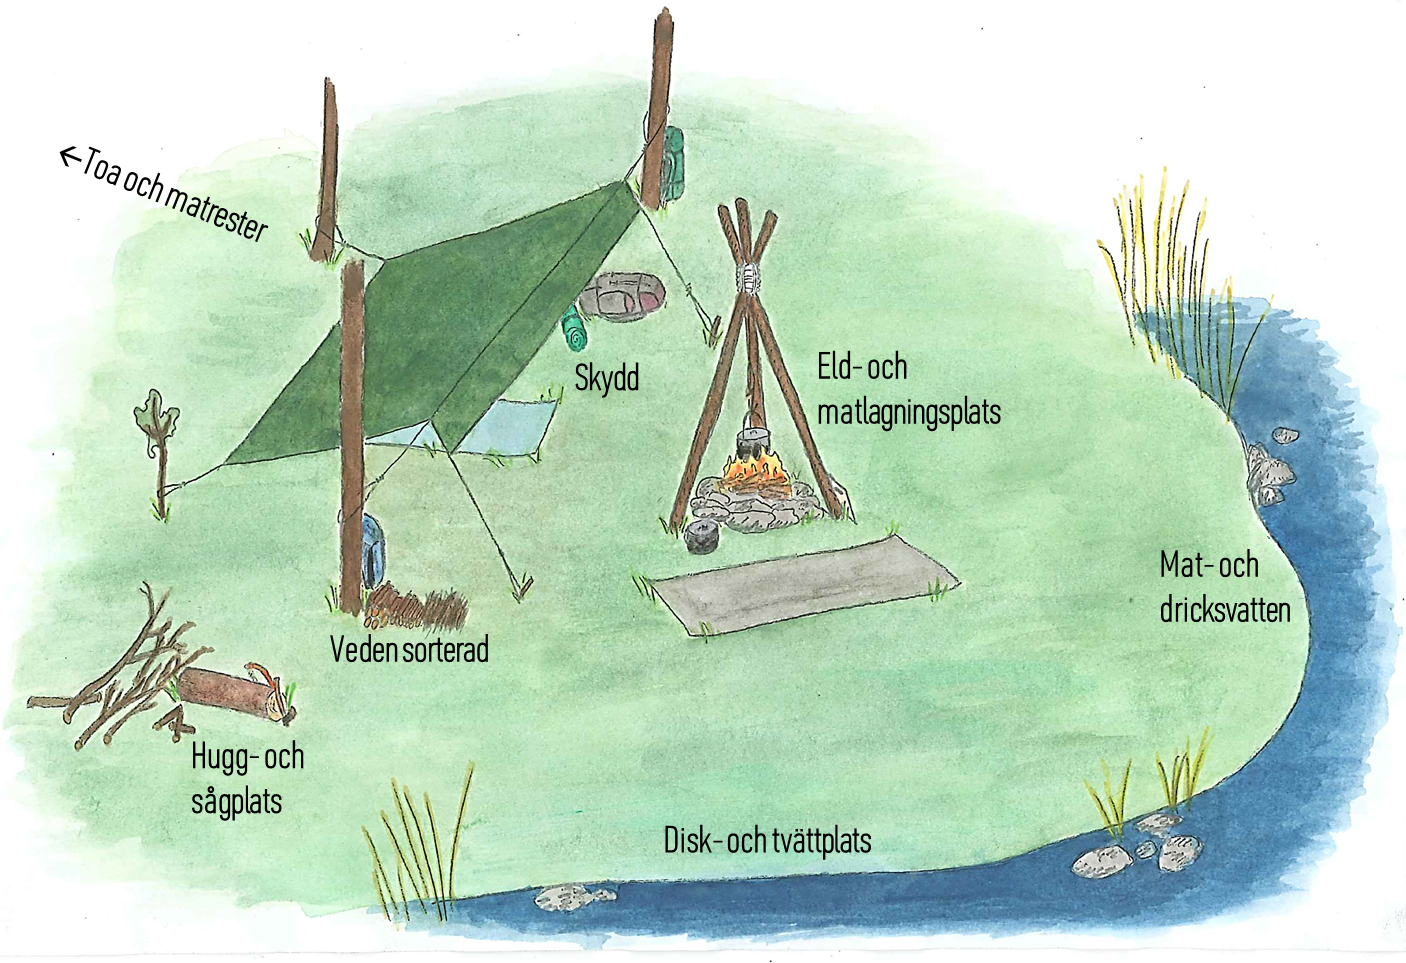 ←Toa och matrester
Skydd
Eld- och
matlagningsplats
Mat- och
dricksvatten
Veden sorterad
Hugg- och
sågplats
Disk- och tvättplats